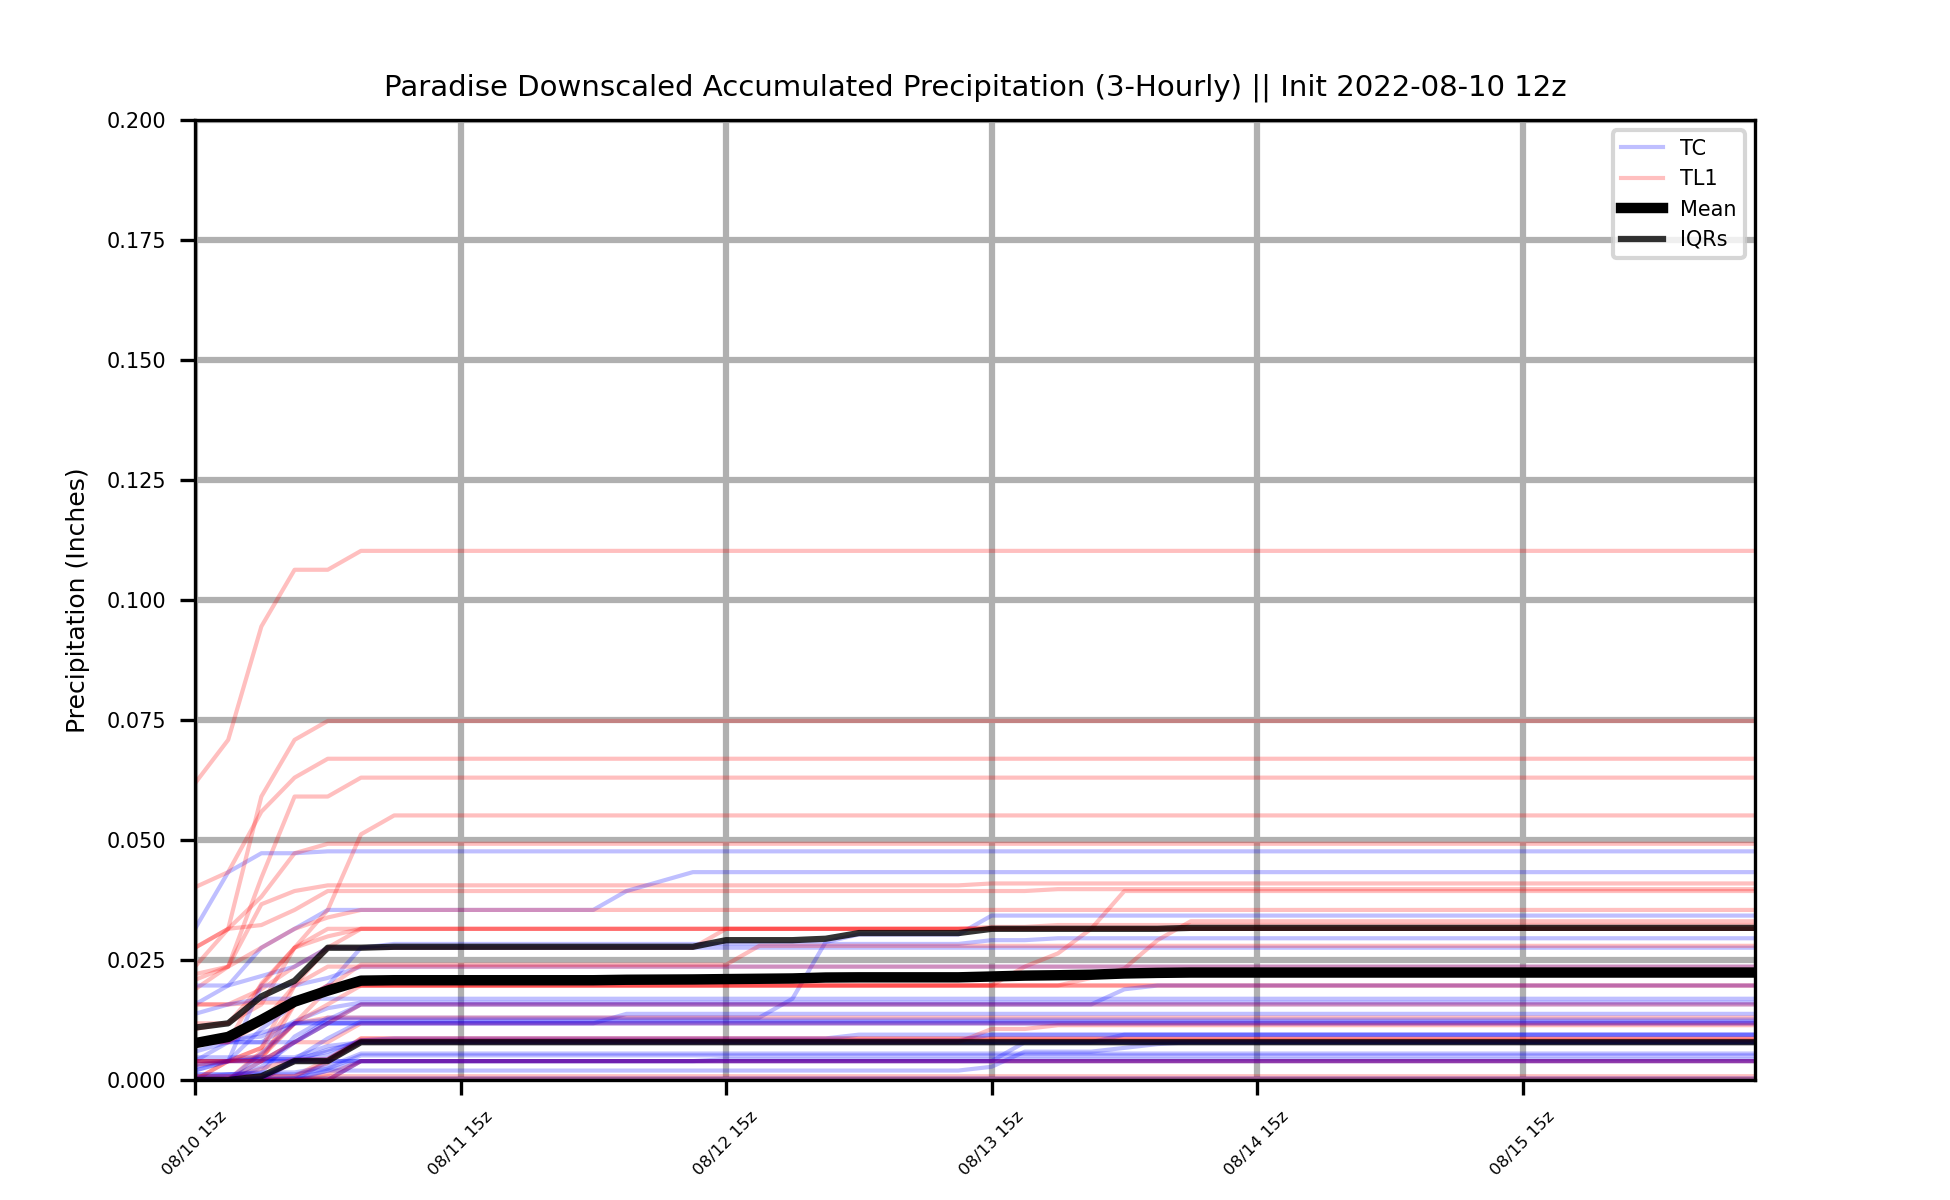 Paradise Downscaled Accumulated Precipitation (3-Hourly) || Init 2022-08-10 12z
Precipitation (Inches)
0.200
0.175
0.150
0.125
0.100
0.075
0.050
0.025
0.000
TC
TL1
Mean
IQRs
08/10 15z
08/11 15z
08/12 15z
08/13 15z
08/14 15z
08/15 15z